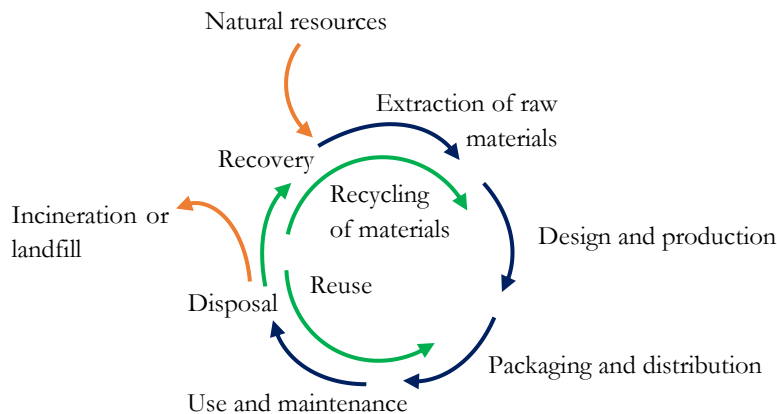 Natural resources
Extraction of raw
materials
Recovery
Recycling
of materials
Incineration or
landfill
Design and production
Reuse
Disposal
Packaging and distribution
Use and maintenance